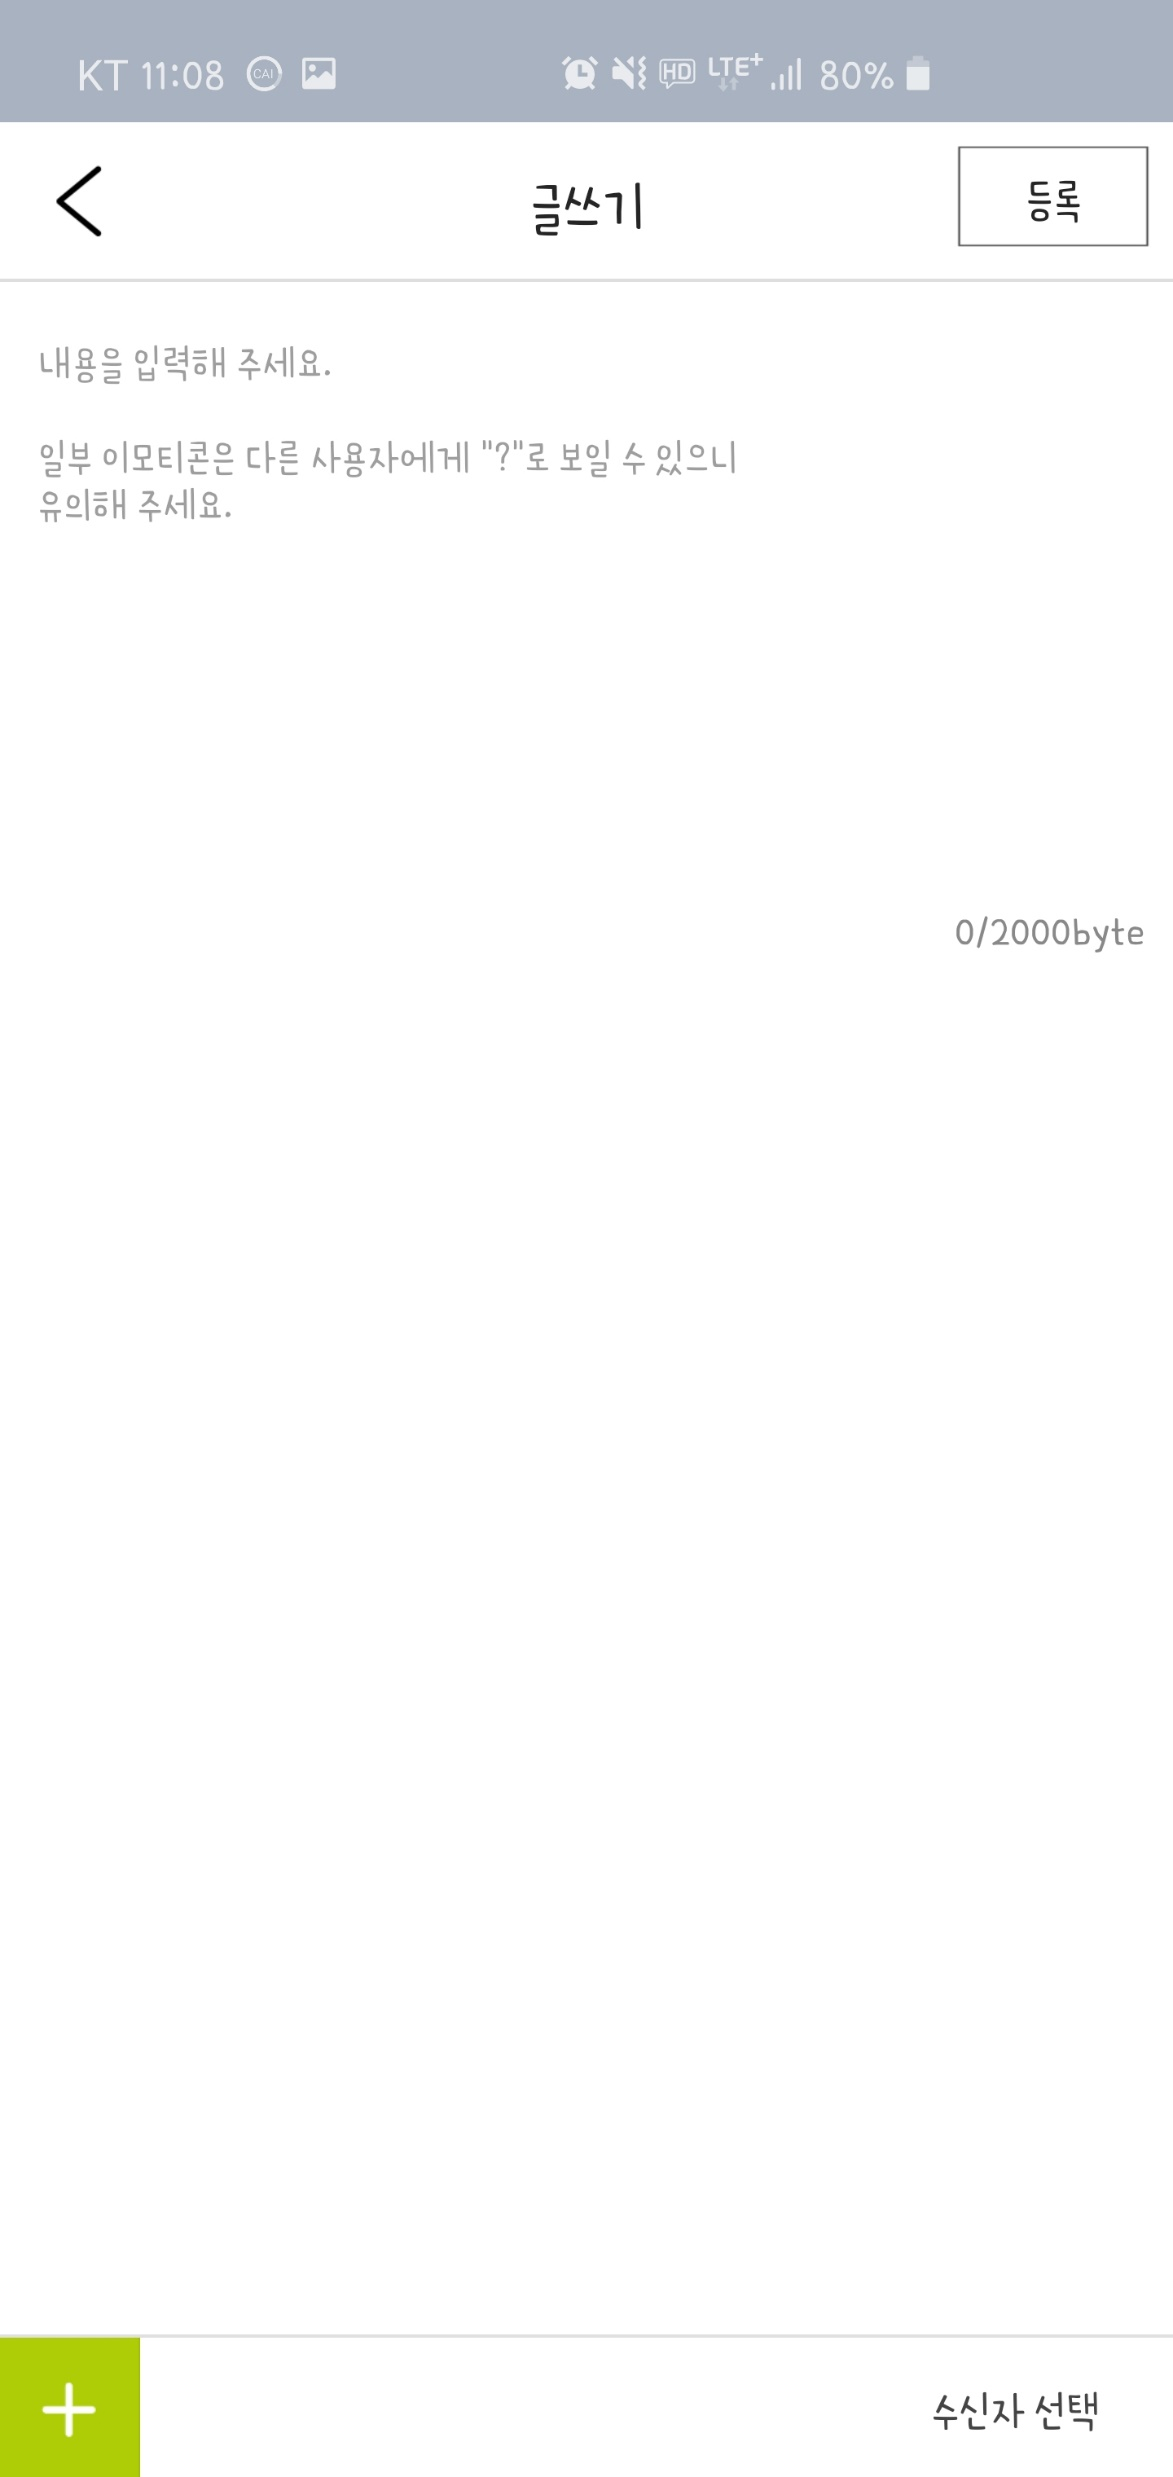 KT 11:08 CAI HD LTE+ 80%
글쓰기
등록
내용을 입력해 주세요.
일부 이모티콘은 다른 사용자에게 "?"로 보일 수 있으니
유의해 주세요.
0/2000byte
수신자 선택